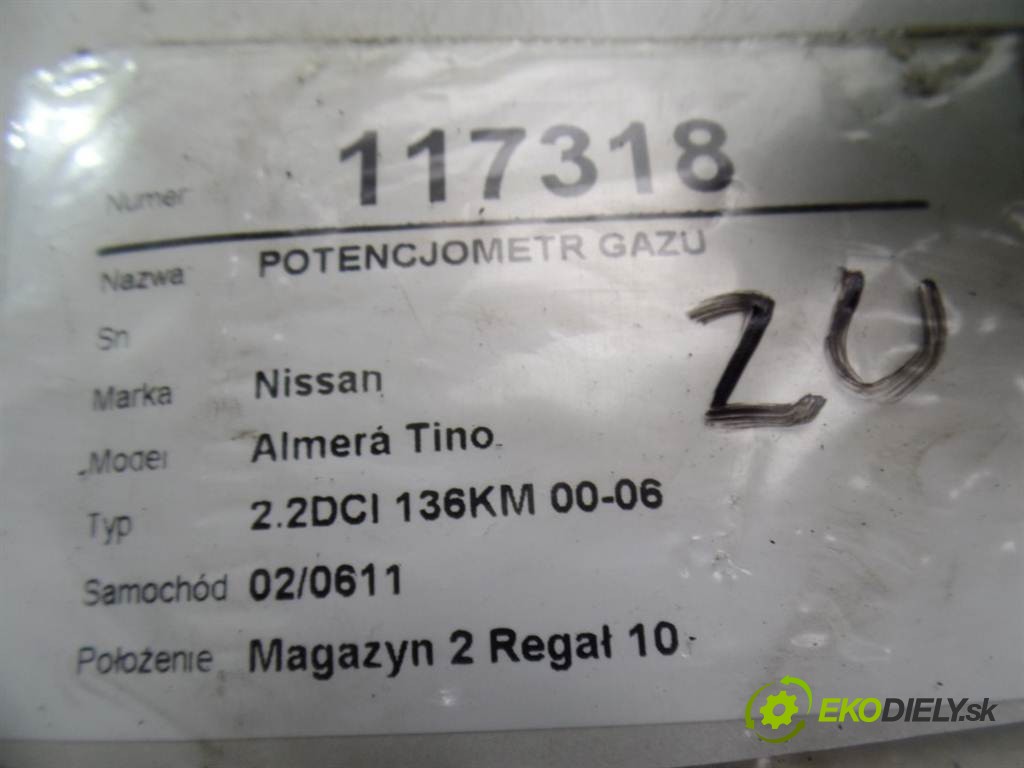 Numer 117318
Nazwa POTENCJOMETR GAZU
Sn
Marka Nissan
Model Almera Tino
Typ 2.2DCI 136KM 00-06
Samochód 02/0611
Położenie Magazyn 2 Regał 10
ZU
EKODIELY.sk